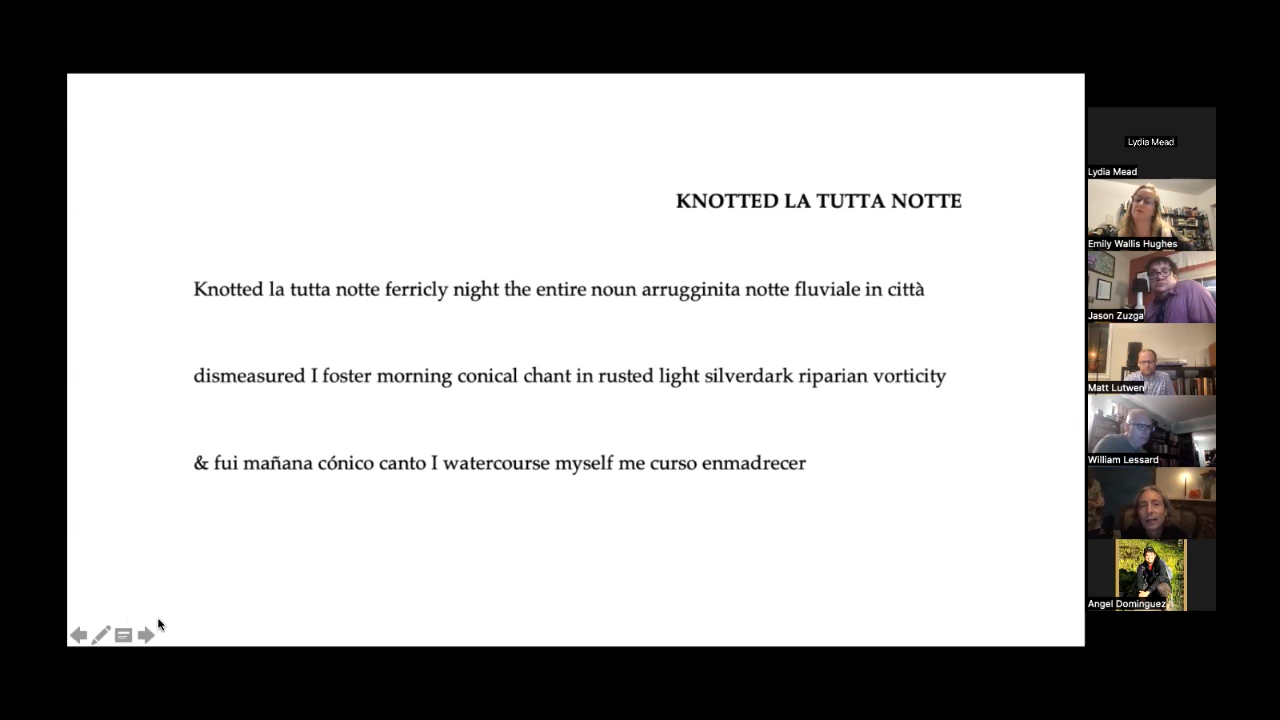 KNOTTED LA TUTTA NOTTE
Knotted la tutta notte ferricly night the entire noun arrugginita notte fluviale in città
dismeasured I foster morning conical chant in rusted light silverdark riparian vorticity
& fui mañana cónico canto I watercourse myself me curso enmadrecer
Lydia Mead
Lydia Mead
Emily Wallis Hughes
Jason Zuzga
Matt Lutwen
William Lessard
Angel Dominguez